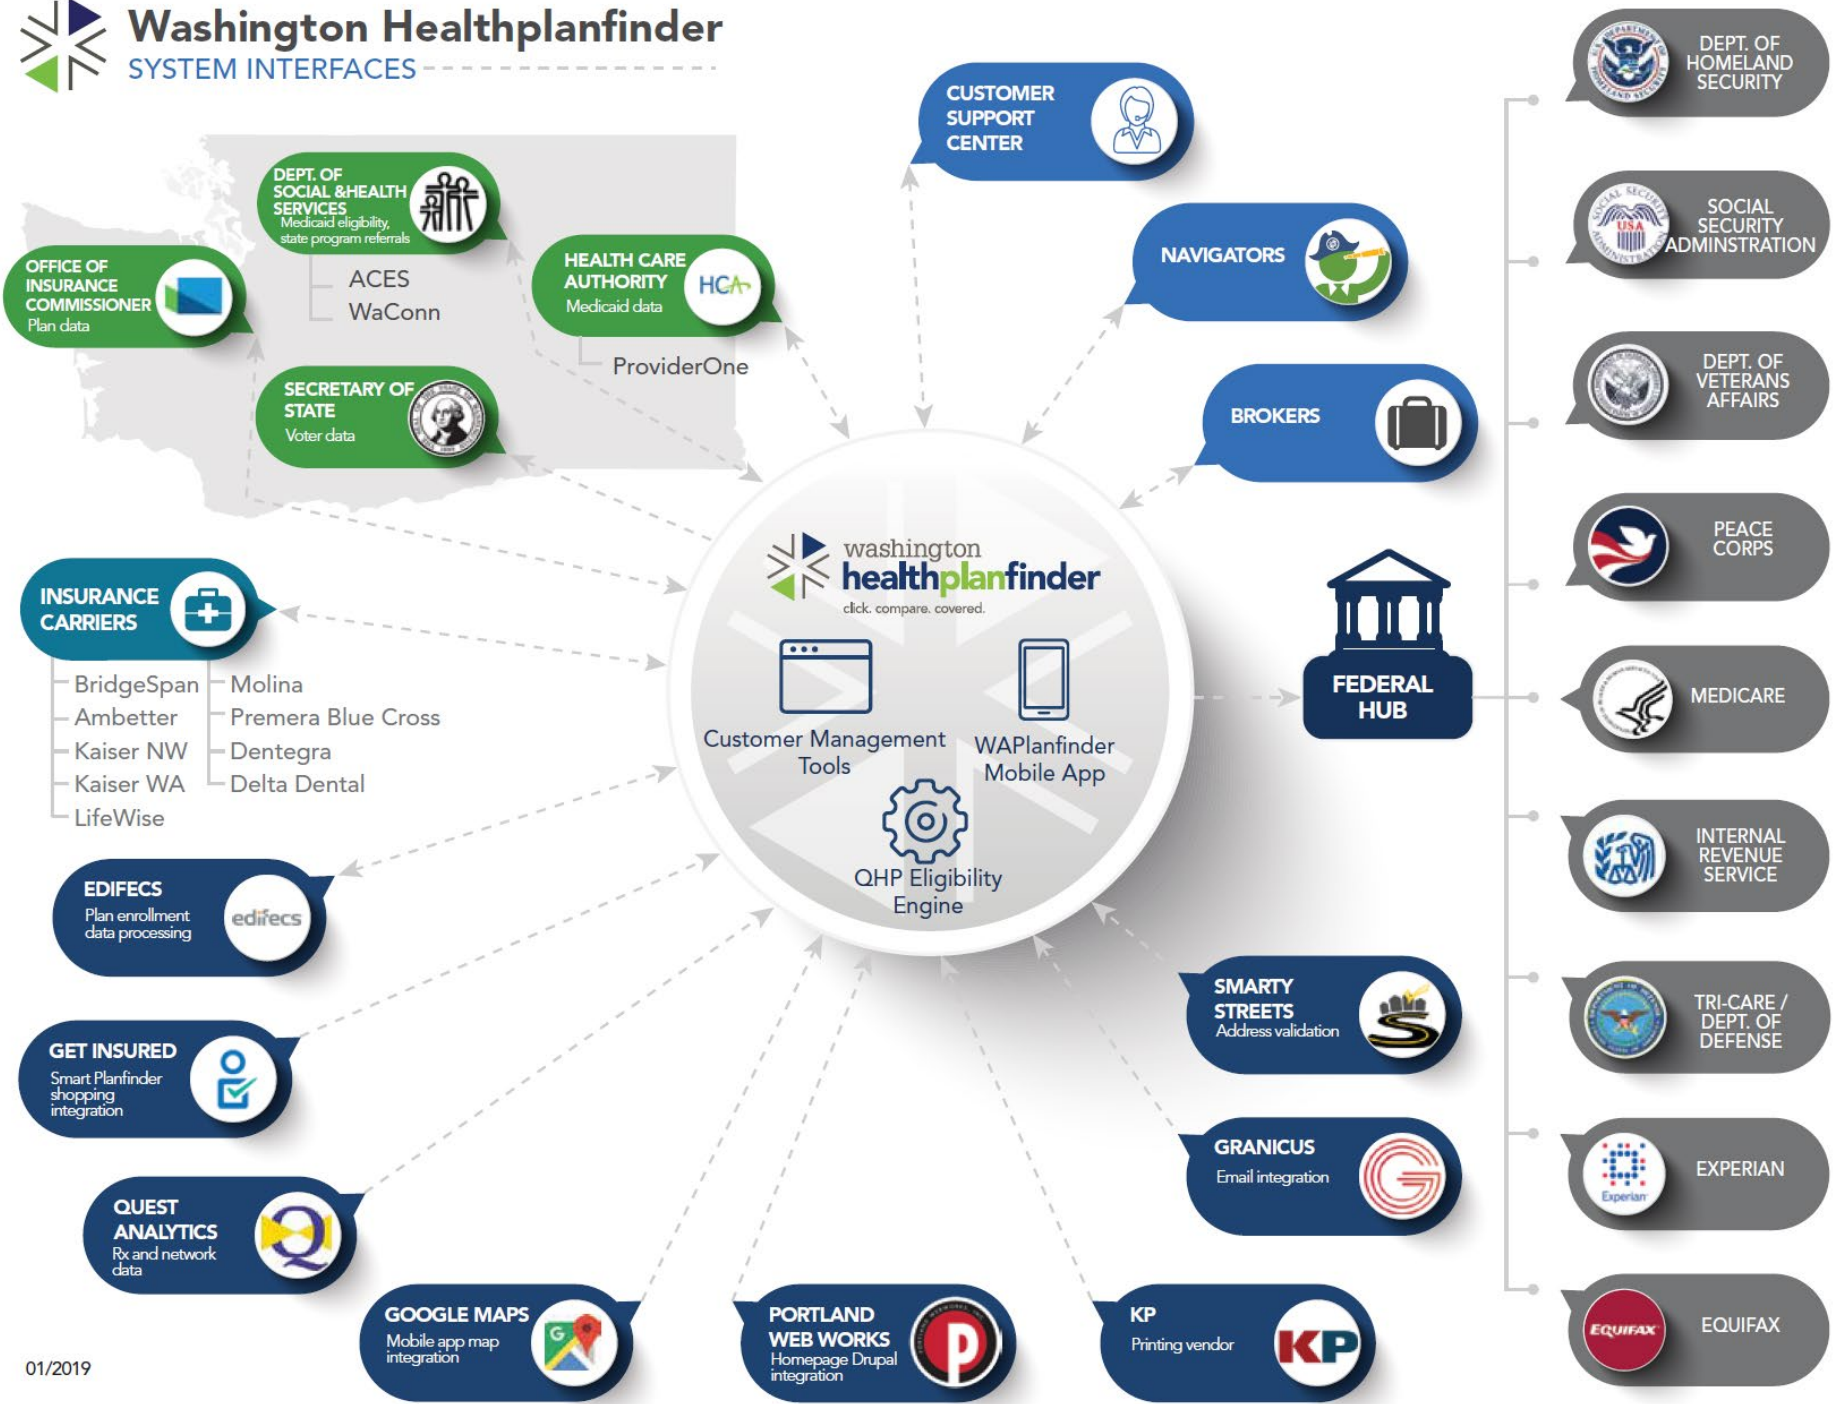 Washington Healthplanfinder
SYSTEM INTERFACES
CUSTOMER
SUPPORT
CENTER
NAVIGATORS
BROKERS
DEPT. OF
SOCIAL &HEALTH
SERVICES
Medicaid eligibility,
state program referrals
ACES
WaConn
HEALTH CARE
AUTHORITY
Medicaid data
HCA
ProviderOne
OFFICE OF
INSURANCE
COMMISSIONER
Plan data
SECRETARY OF
STATE
Voter data
INSURANCE
CARRIERS
BridgeSpan
Ambetter
Kaiser NW
Kaiser WA
LifeWise
Molina
Premera Blue Cross
Dentegra
Delta Dental
washington
healthplanfinder
click. compare. covered.
Customer Management
Tools
WAPlanfinder
Mobile App
QHP Eligibility
Engine
FEDERAL
HUB
DEPT. OF
HOMELAND
SECURITY
SOCIAL
SECURITY
ADMINSTRATION
SOCIAL SECURITY
USA
DEPT. OF
VETERANS
AFFAIRS
PEACE
CORPS
MEDICARE
INTERNAL
REVENUE
SERVICE
TRI-CARE /
DEPT. OF
DEFENSE
EXPERIAN
Experian
EQUIFAX
EQUIFAX
EDIFECS
Plan enrollment
data processing
edifecs
GET INSURED
Smart Planfinder
shopping
integration
QUEST
ANALYTICS
Rx and network
data
Q
GOOGLE MAPS
Mobile app map
integration
G
PORTLAND
WEB WORKS
Homepage Drupal
integration
p
KP
Printing vendor
KP
SMARTY
STREETS
Address validation
GRANICUS
Email integration
G
01/2019